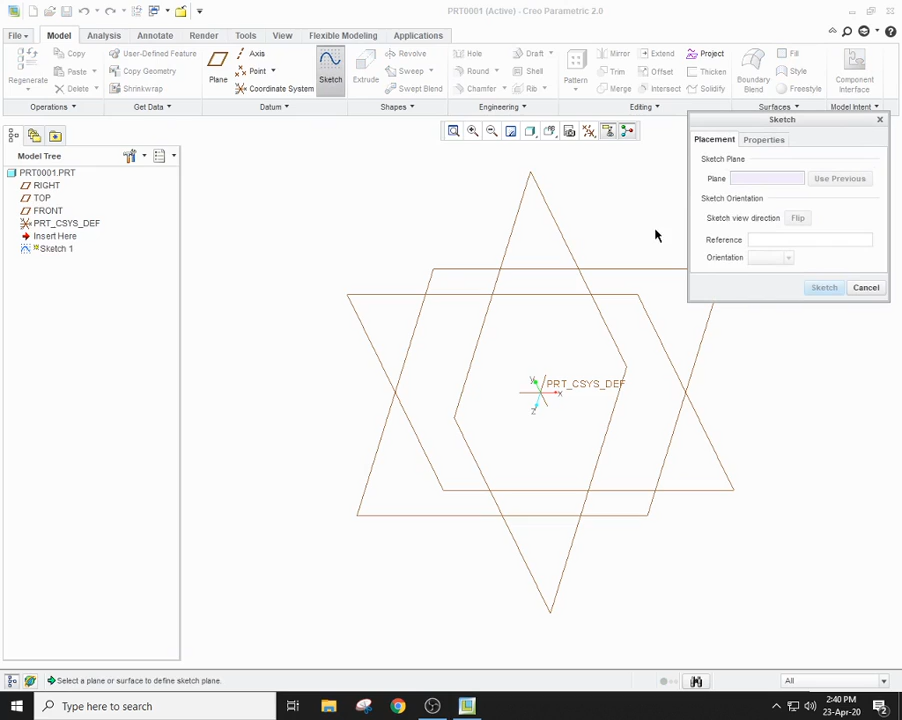 PRT0001 (Active) - Creo Parametric 2.0
File Model Analysis Annotate Render Tools View Flexible Modeling Applications
Regenerate
Copy
Paste
Delete
User-Defined Feature
Copy Geometry
Shrinkwrap
Plane
Axis
Point
Coordinate System
Sketch
Extrude
Revolve
Sweep
Swept Blend
Hole
Round
Chamfer
Draft
Shell
Rib
Pattern
Mirror
Trim
Merge
Extend
Offset
Intersect
Project
Thicken
Solidify
Boundary
Blend
Fill
Style
Freestyle
Component
Interface
Operations Get Data Datum Shapes Engineering Editing Surfaces Model Intent
Model Tree
PRT0001.PRT
RIGHT
TOP
FRONT
PRT_CSYS_DEF
Insert Here
Sketch 1
Y
PRT_CSYS_DEF
X
Z
Sketch
Placement Properties
Sketch Plane
Plane Use Previous
Sketch Orientation
Sketch view direction Flip
Reference
Orientation
Sketch Cancel
Select a plane or surface to define sketch plane.
All
Type here to search
2:40 PM
23-Apr-20
2